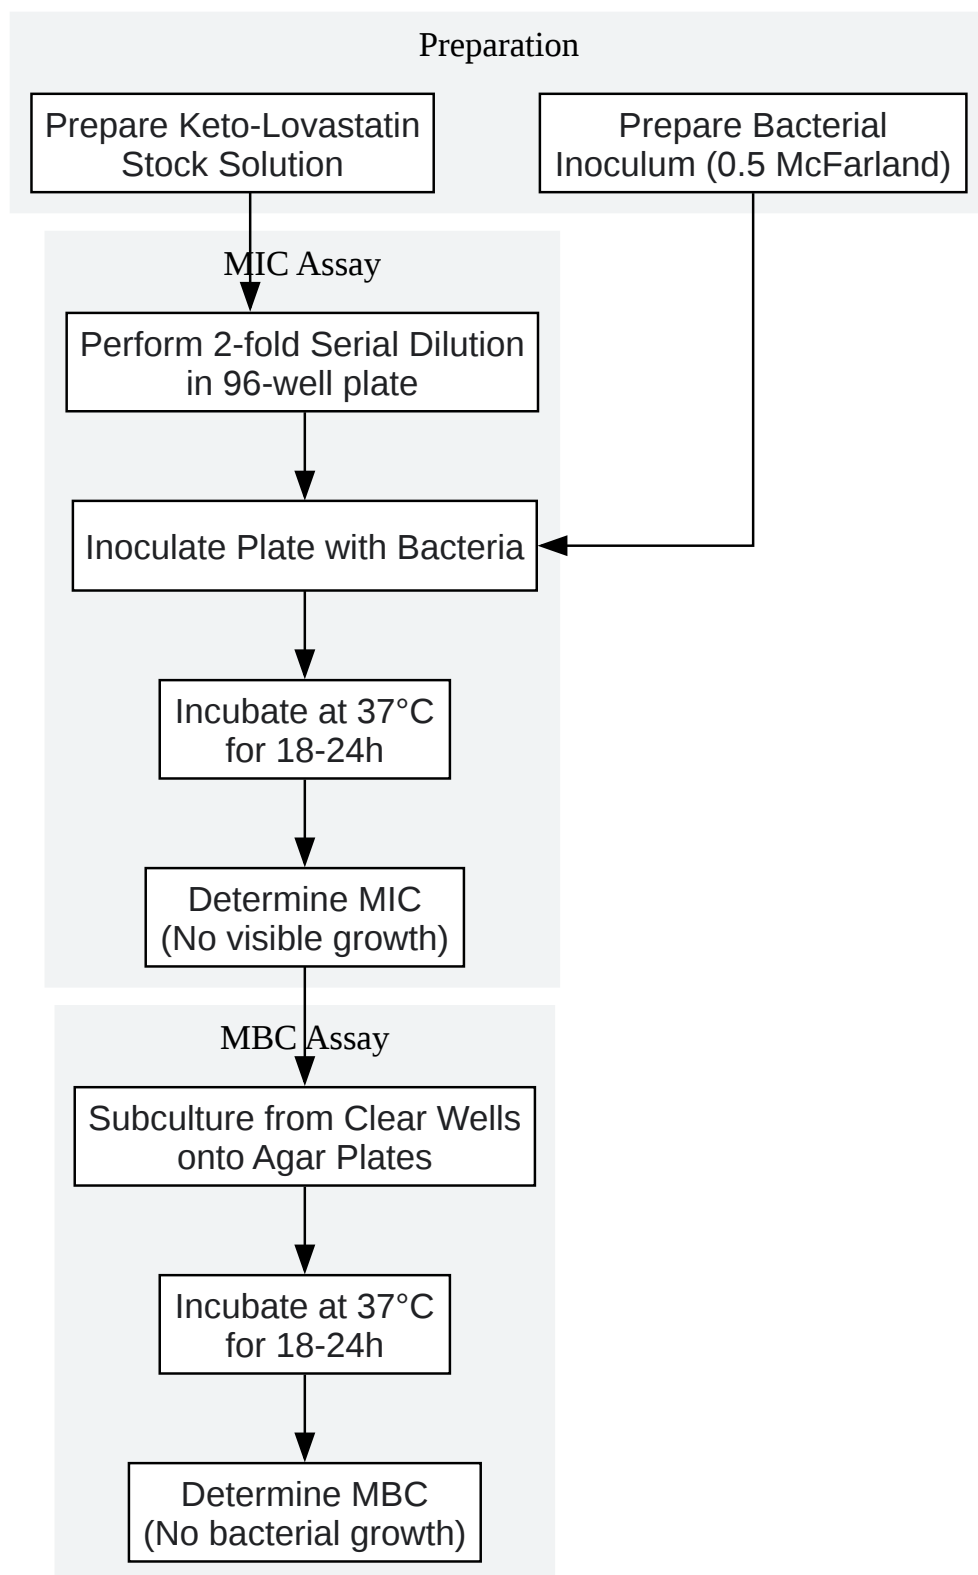 Preparation
Prepare Keto-Lovastatin
Stock Solution
Prepare Bacterial
Inoculum (0.5 McFarland)
MIC Assay
Perform 2-fold Serial Dilution
in 96-well plate
Inoculate Plate with Bacteria
Incubate at 37°C
for 18-24h
Determine MIC
(No visible growth)
MBC Assay
Subculture from Clear Wells
onto Agar Plates
Incubate at 37°C
for 18-24h
Determine MBC
(No bacterial growth)